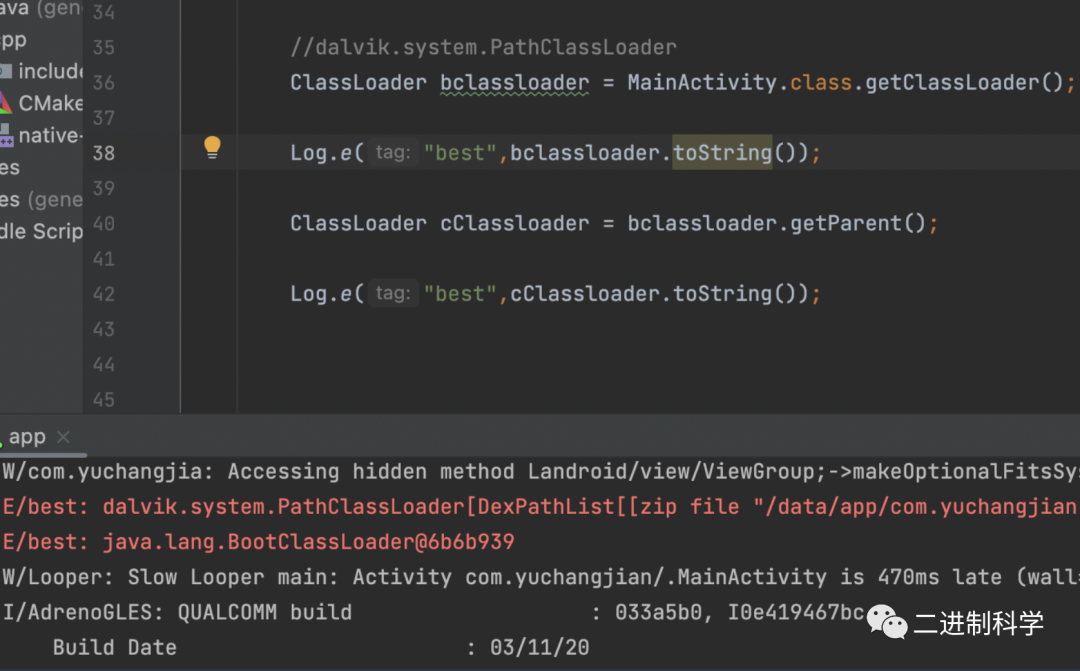 ava (gen
34
cpp
35 //dalvik.system.PathClassLoader
include
36 ClassLoader bclassloader = MainActivity.class.getClassLoader();
CMake
37
native-
38 Log.e( tag: "best",bclassloader.toString());
es
39
es (gene
40 ClassLoader cClassloader = bclassloader.getParent();
dle Scrip
41
42 Log.e( tag: "best",cClassloader.toString());
43
44
45
app ×
W/com.yuchangjia: Accessing hidden method Landroid/view/ViewGroup;->makeOptionalFitsSys
E/best: dalvik.system.PathClassLoader[DexPathList[[zip file "/data/app/com.yuchangjian
E/best: java.lang.BootClassLoader@6b6b939
W/Looper: Slow Looper main: Activity com.yuchangjian/.MainActivity is 470ms late (wall=
I/AdrenoGLES: QUALCOMM build : 033a5b0, I0e419467bc
二进制科学
Build Date : 03/11/20